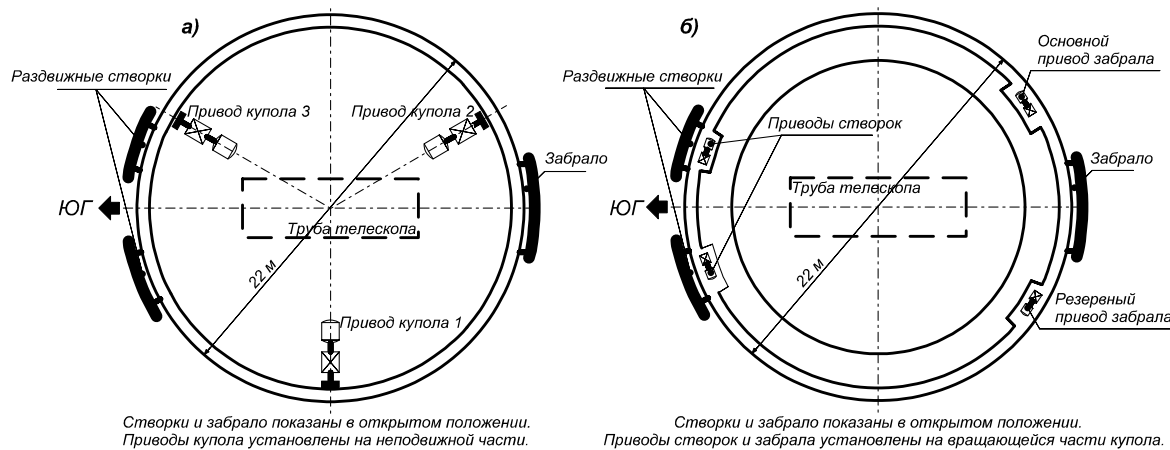 а)
Раздвижные створки
Привод купола 3
Привод купола 2
Забрало
ЮГ
Труба телескопа
22 м
Привод купола 1
Створки и забрало показаны в открытом положении.
Приводы купола установлены на неподвижной части.
б)
Основной
привод забрала
Раздвижные створки
Приводы створок
Забрало
Труба телескопа
ЮГ
22 м
Резервный
привод забрала
Створки и забрало показаны в открытом положении.
Приводы створок и забрала установлены на вращающейся части купола.